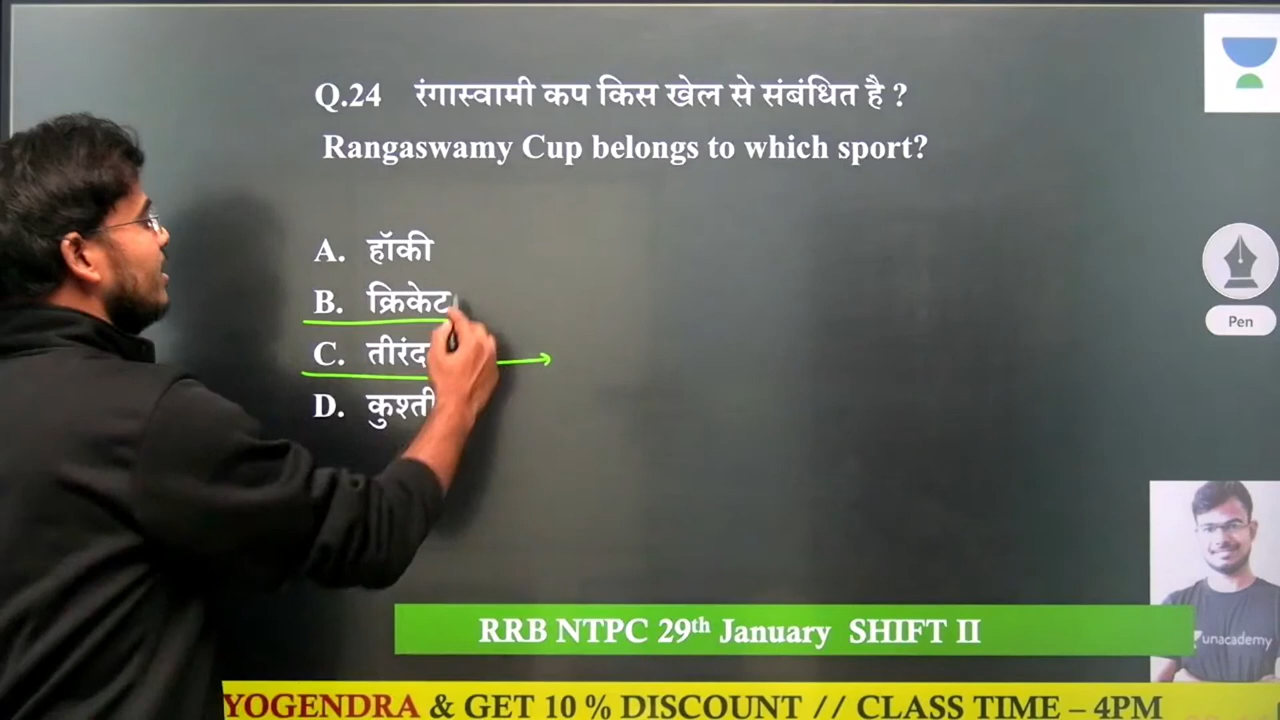 Q.24 रंगास्वामी कप किस खेल से संबंधित है ?
Rangaswamy Cup belongs to which sport?
A. हॉकी
B. क्रिकेट
C. तीरंद
D. कुश्ती
Pen
unacademy
RRB NTPC 29th January SHIFT II
YOGENDRA & GET 10 % DISCOUNT // CLASS TIME – 4PM